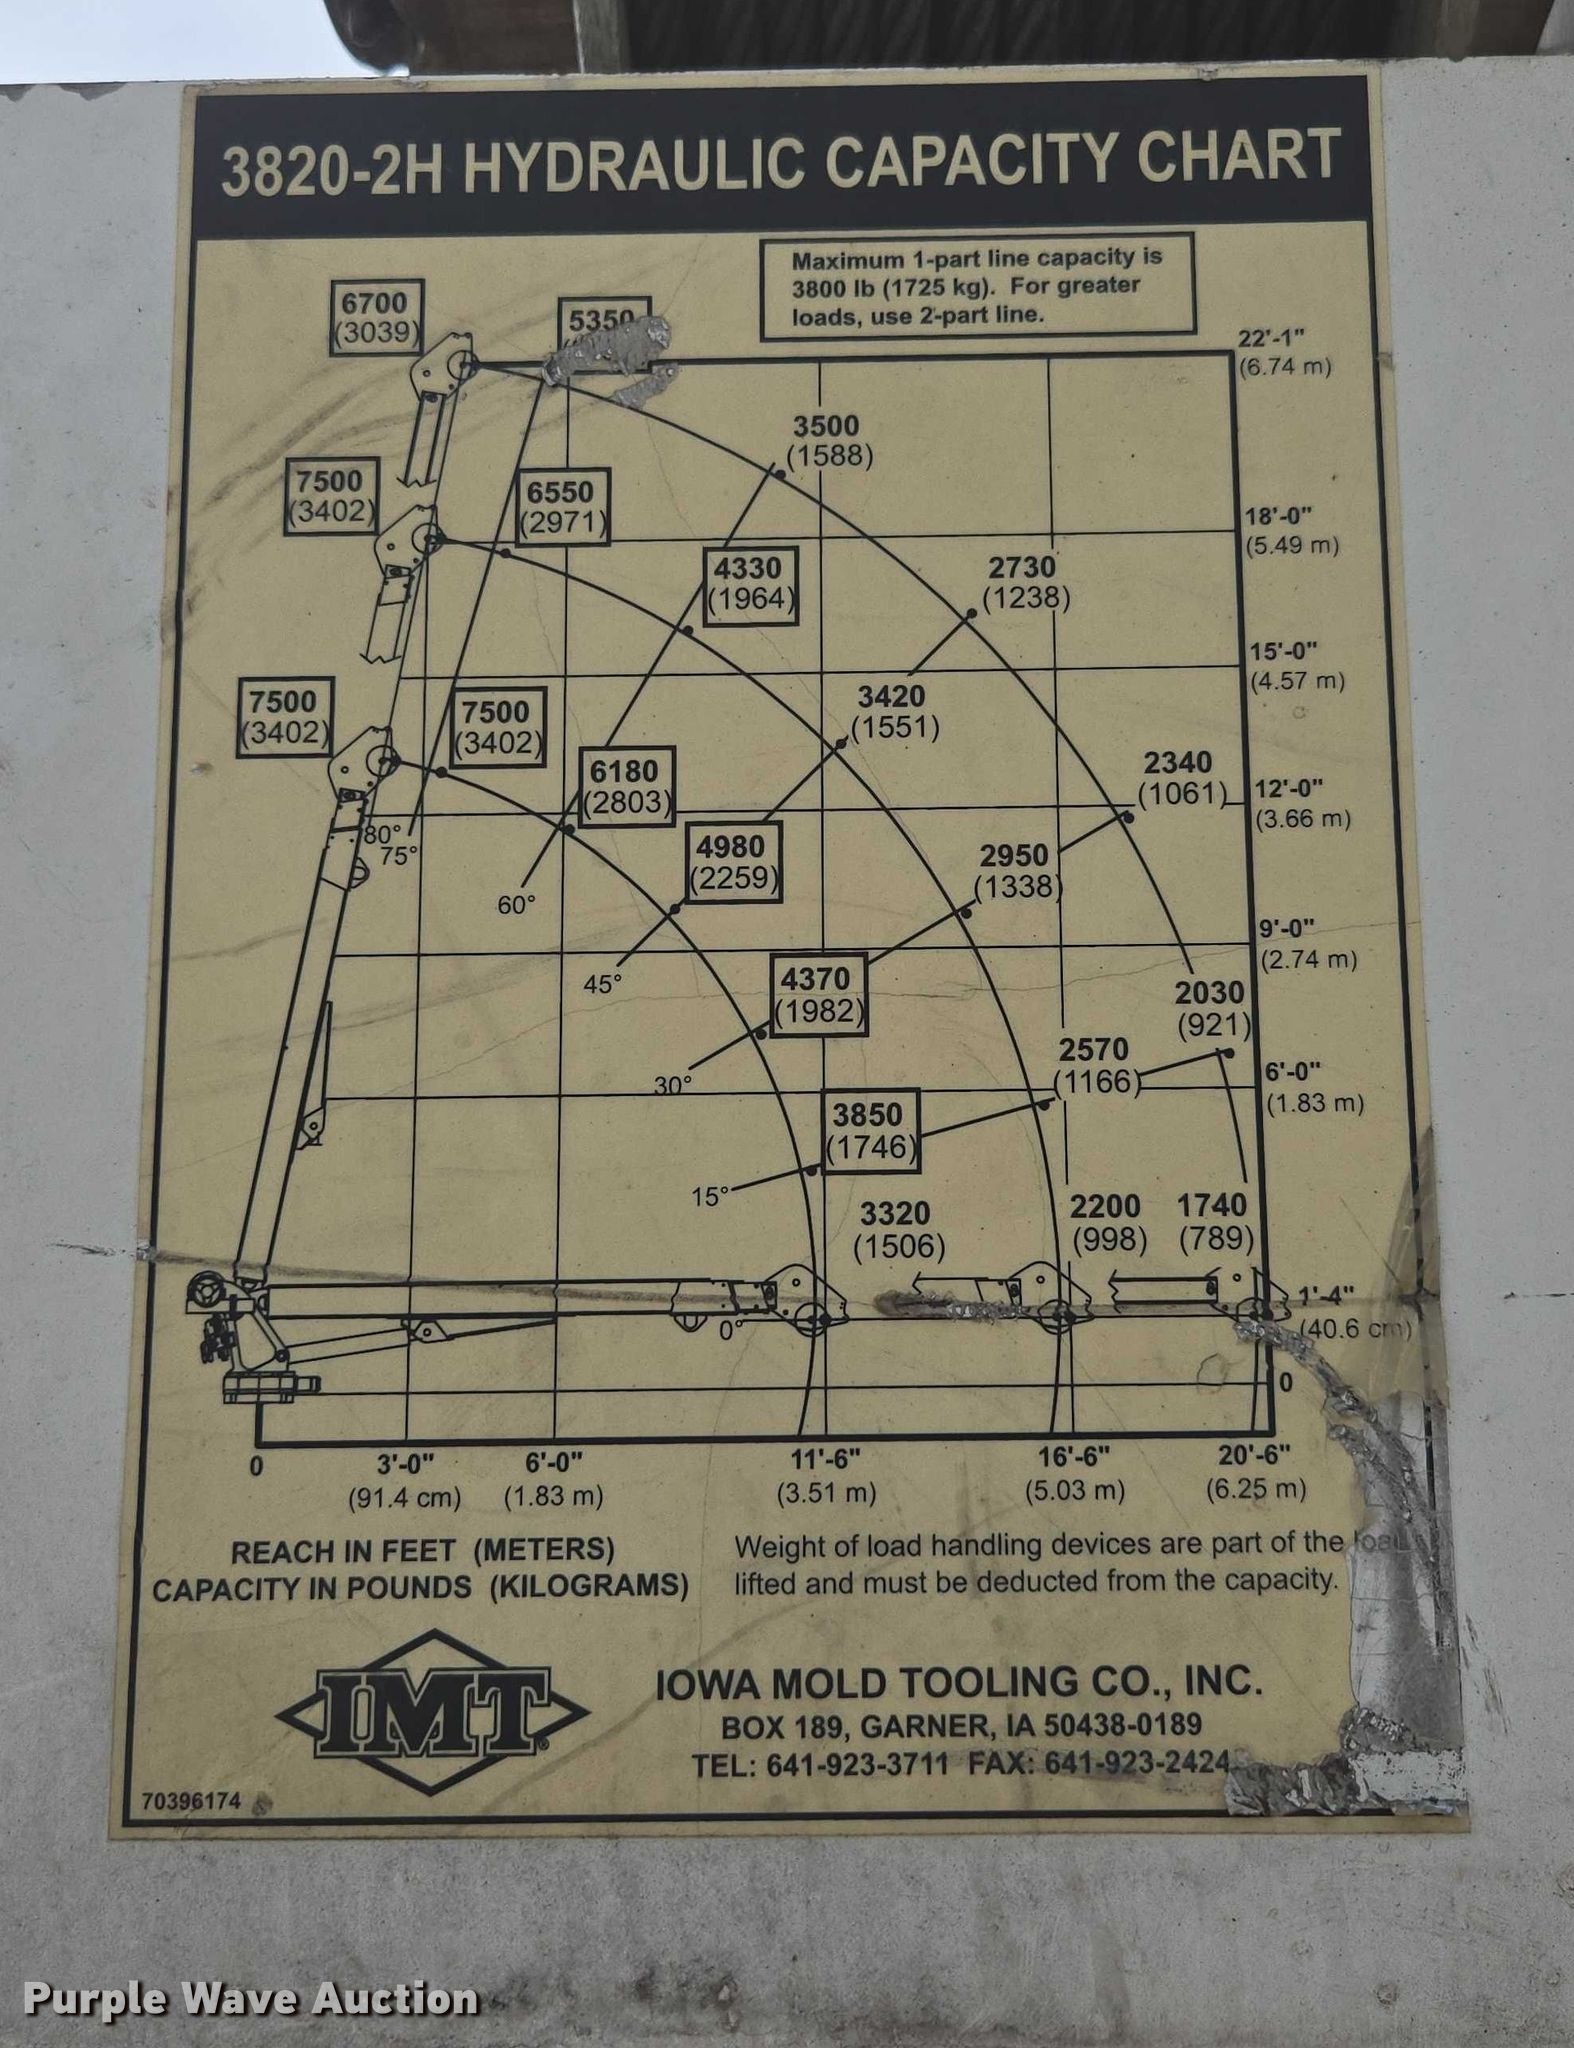 3820-2H HYDRAULIC CAPACITY CHART
Maximum 1-part line capacity is
3800 lb (1725 kg). For greater
loads, use 2-part line.
6700
(3039)
5350
22'-1"
(6.74 m)
3500
(1588)
7500
(3402)
6550
(2971)
18'-0"
(5.49 m)
4330
(1964)
2730
(1238)
15'-0"
(4.57 m)
7500
(3402)
7500
(3402)
3420
(1551)
6180
(2803)
2340
(1061)
12'-0"
(3.66 m)
80°
75°
4980
(2259)
2950
(1338)
60°
9'-0"
(2.74 m)
45°
4370
(1982)
2030
(921)
30°
2570
(1166)
6'-0"
(1.83 m)
3850
(1746)
15°
3320
(1506)
2200
(998)
1740
(789)
0°
1'-4"
(40.6 cm)
0
0
3'-0"
(91.4 cm)
6'-0"
(1.83 m)
11'-6"
(3.51 m)
16'-6"
(5.03 m)
20'-6"
(6.25 m)
REACH IN FEET (METERS)
CAPACITY IN POUNDS (KILOGRAMS)
Weight of load handling devices are part of the load
lifted and must be deducted from the capacity.
IMT®
IOWA MOLD TOOLING CO., INC.
BOX 189, GARNER, IA 50438-0189
TEL: 641-923-3711 FAX: 641-923-2424
70396174
Purple Wave Auction